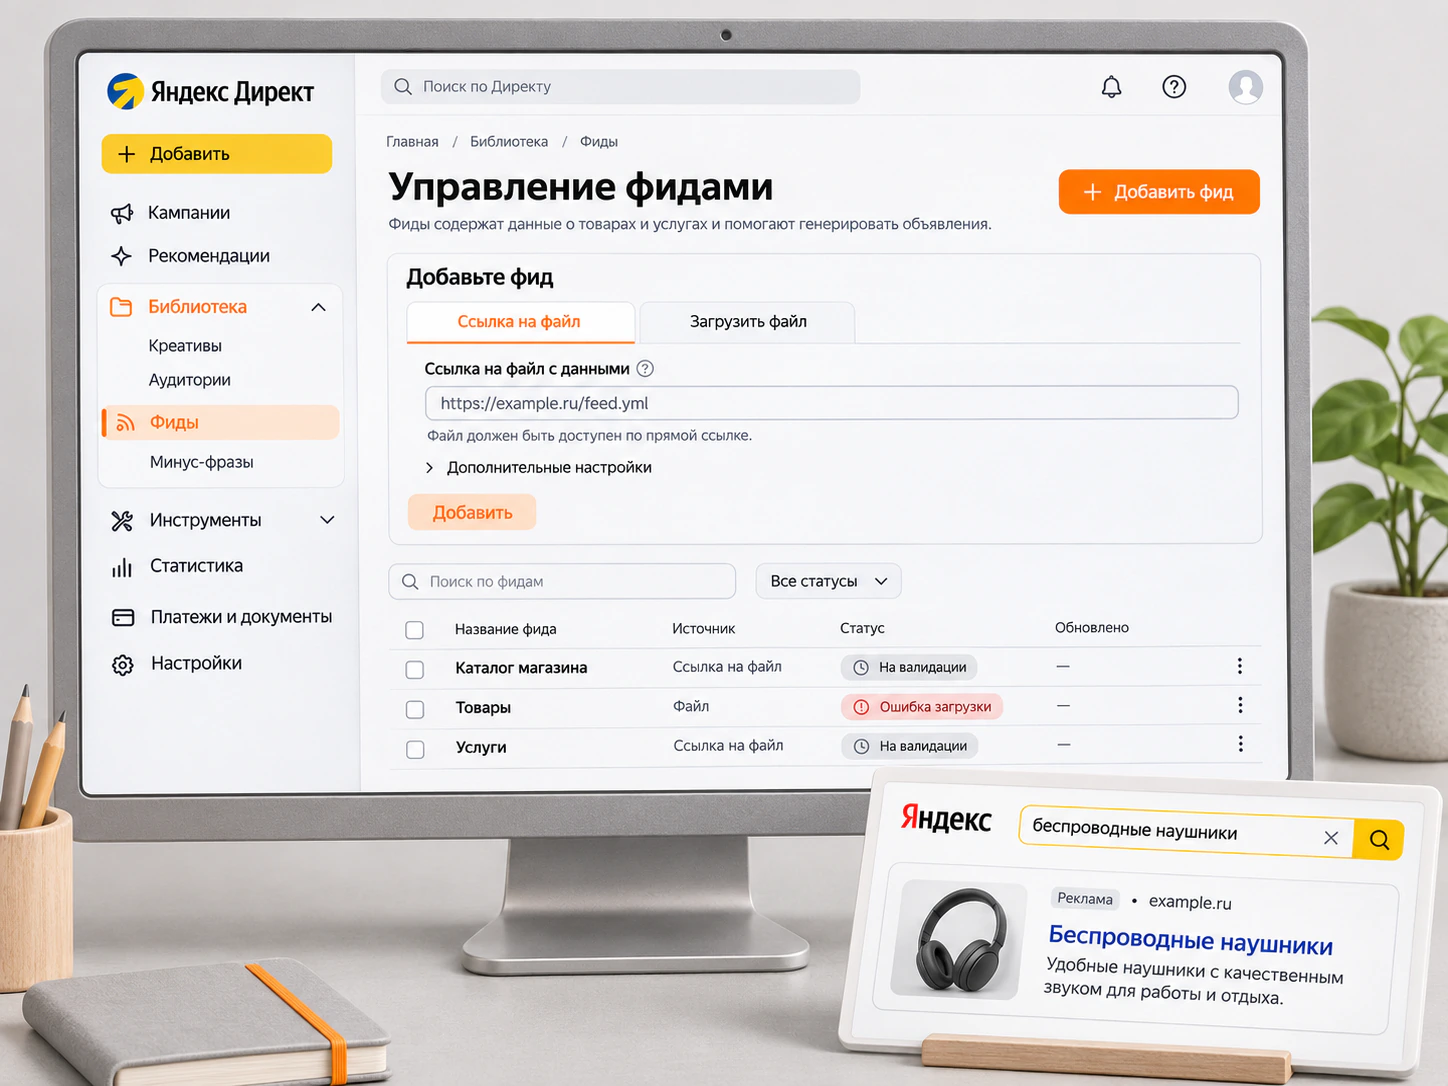 Яндекс Директ
Добавить
Кампании
Рекомендации
Библиотека
Креативы
Аудитории
Фиды
Минус-фразы
Инструменты
Статистика
Платежи и документы
Настройки
Поиск по Директу
Главная / Библиотека / Фиды
Управление фидами
Фиды содержат данные о товарах и услугах и помогают генерировать объявления.
Добавить фид
Добавьте фид
Ссылка на файл
Загрузить файл
Ссылка на файл с данными
https://example.ru/feed.yml
Файл должен быть доступен по прямой ссылке.
Дополнительные настройки
Добавить
Поиск по фидам
Все статусы
Название фида Источник Статус Обновлено
Каталог магазина Ссылка на файл На валидации —
Товары Файл Ошибка загрузки —
Услуги Ссылка на файл На валидации —
Яндекс
беспроводные наушники
Реклама • example.ru
Беспроводные наушники
Удобные наушники с качественным
звуком для работы и отдыха.